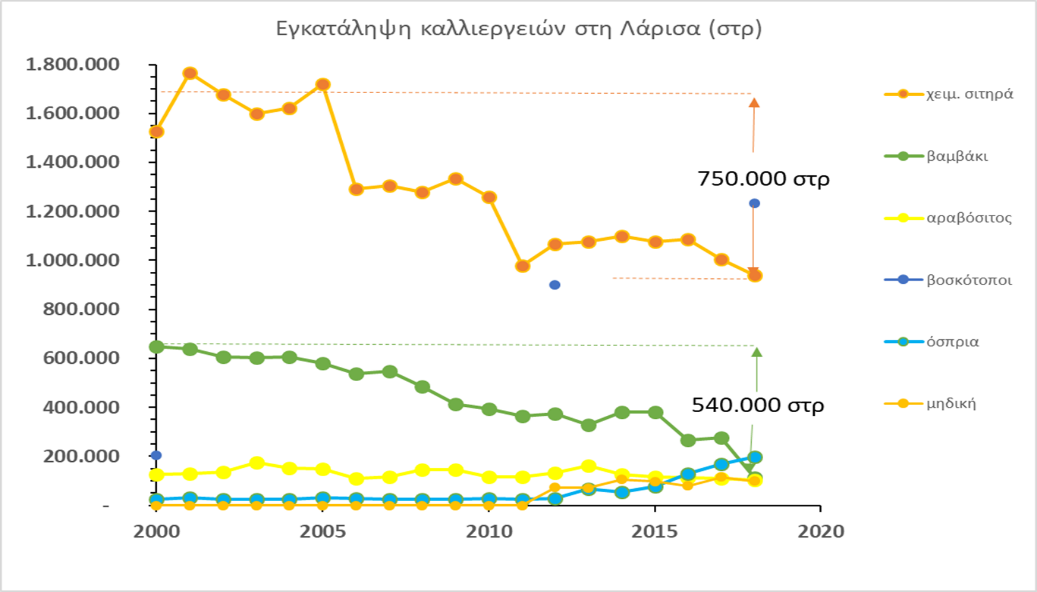 Εγκατάληψη καλλιεργειών στη Λάρισα (στρ)
1.800.000
1.600.000
1.400.000
1.200.000
1.000.000
800.000
600.000
400.000
200.000
-
2000
2005
2010
2015
2020
750.000 στρ
540.000 στρ
χειμ. σιτηρά
βαμβάκι
αραβόσιτος
βοσκότοποι
όσπρια
μηδική